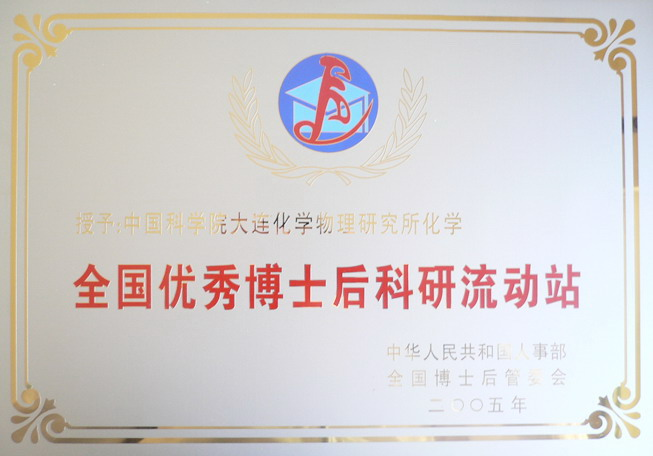 授予:中国科学院大连化学物理研究所化学
全国优秀博士后科研流动站
中华人民共和国人事部
全国博士后管委会
二〇〇五年